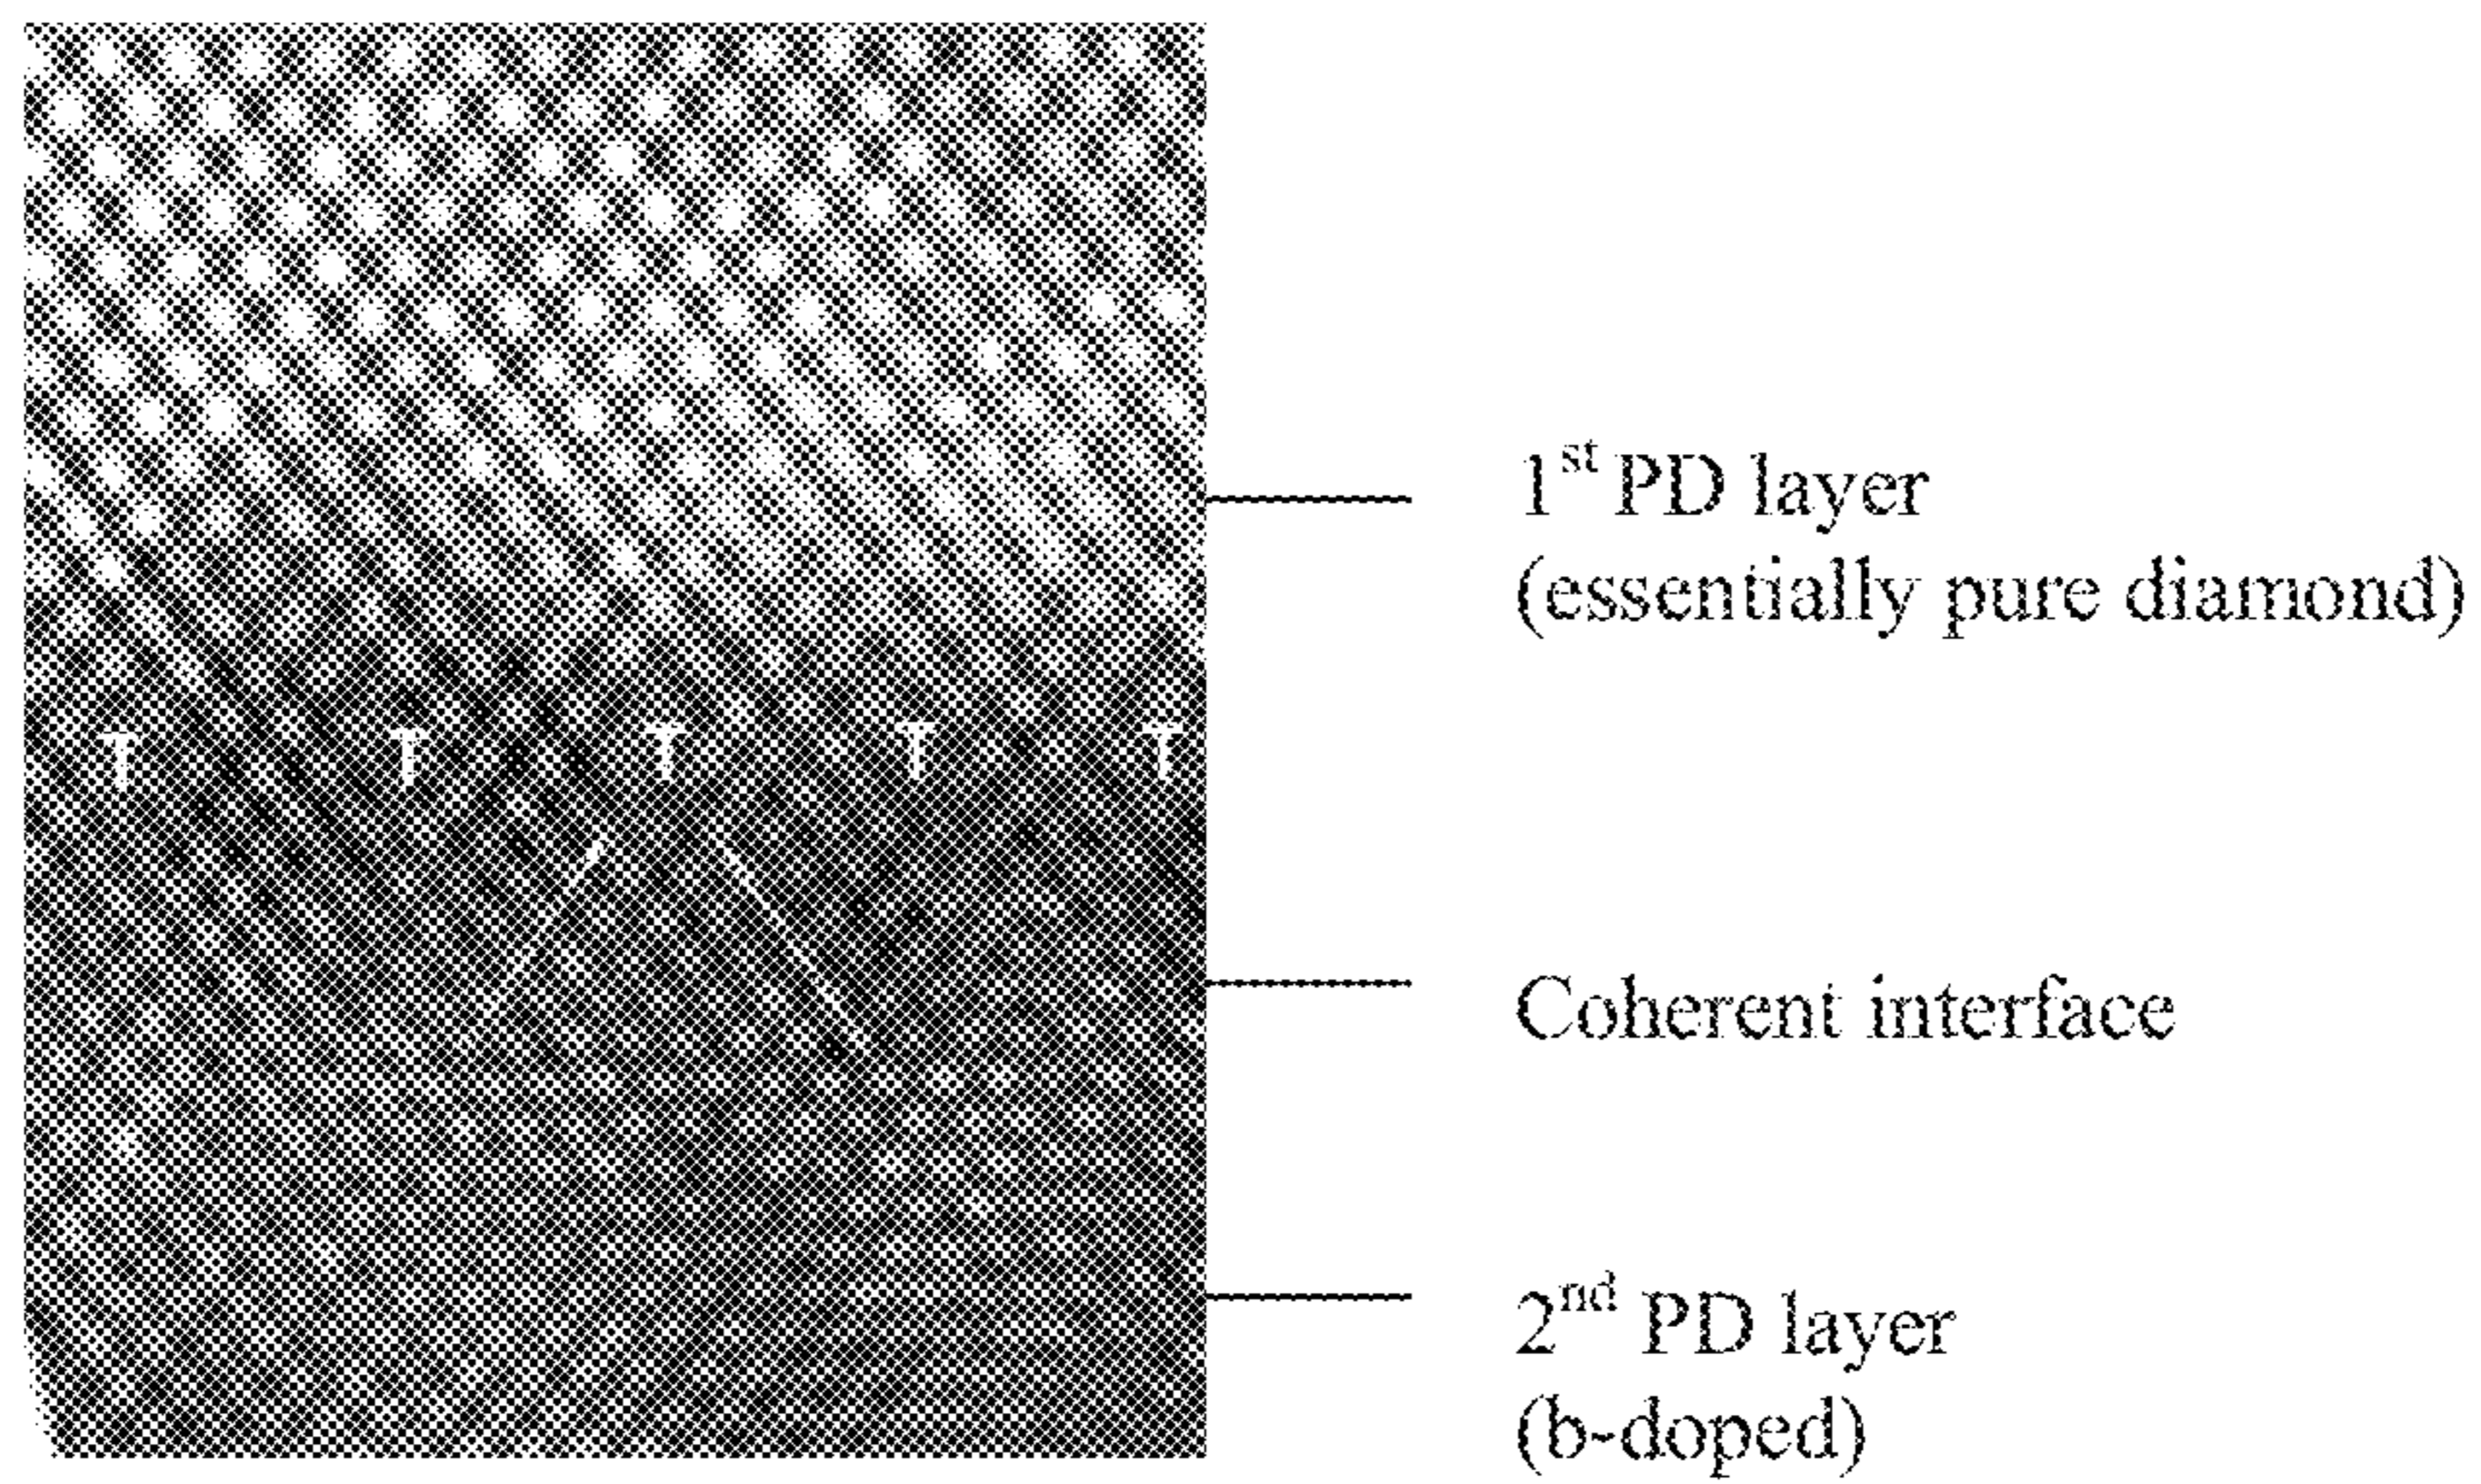 1st PD layer
(essentially pure diamond)
T T T T T
Coherent interface
2nd PD layer
(b-doped)